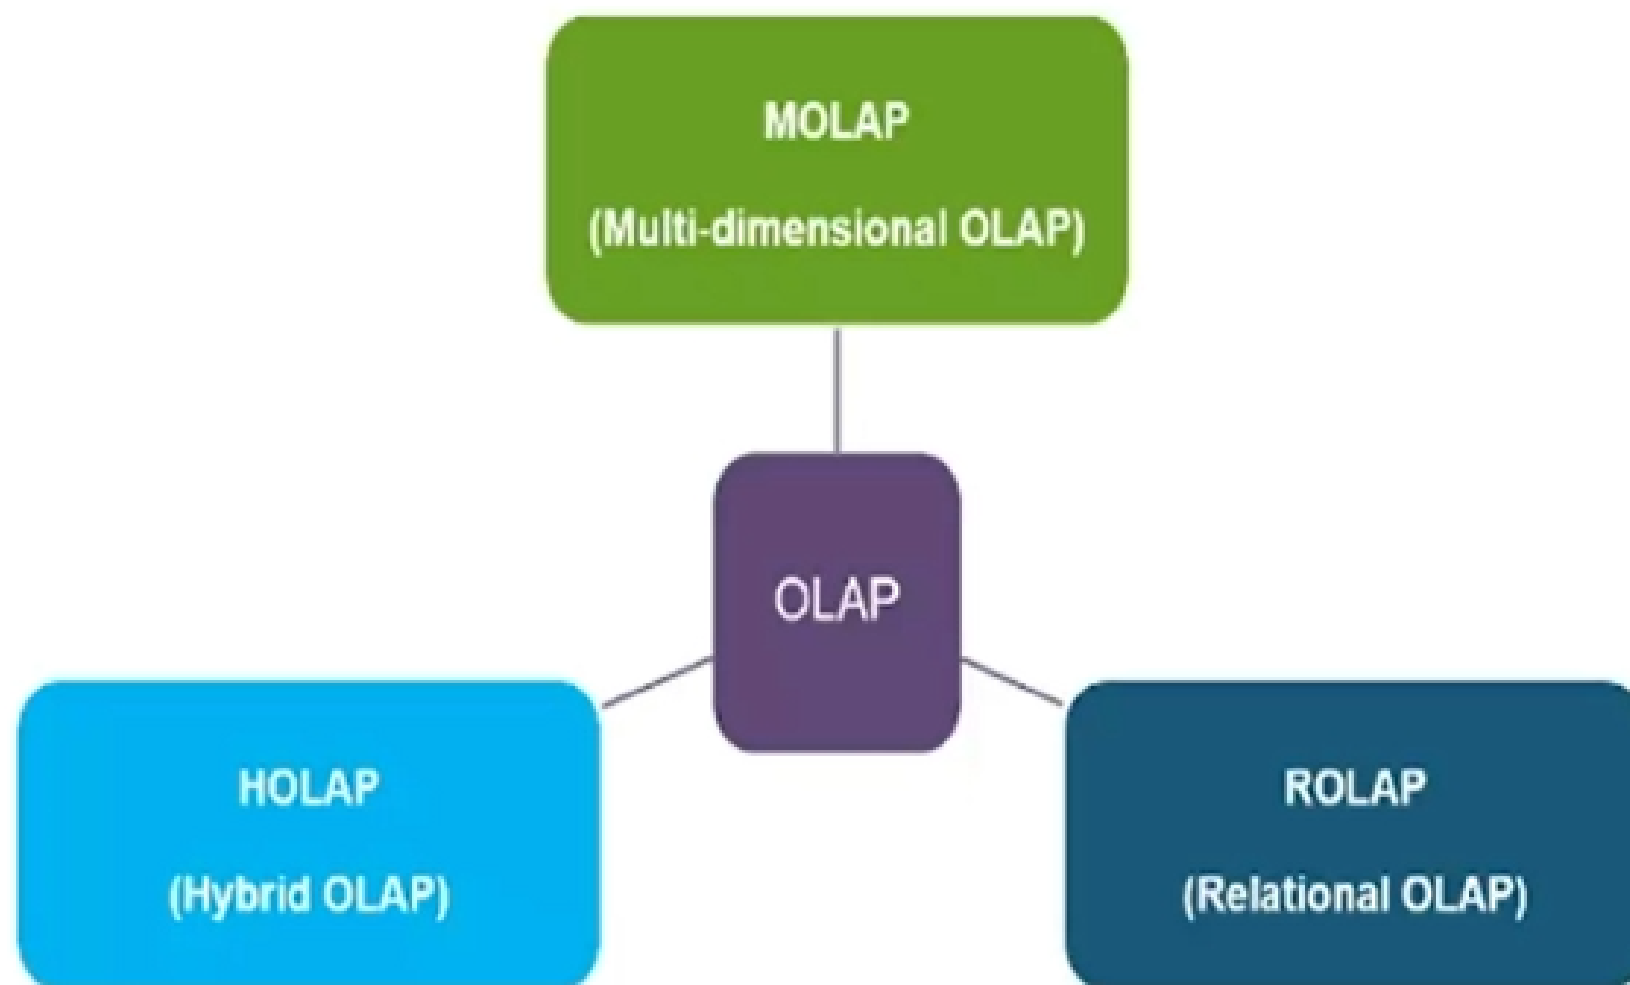 MOLAP
(Multi-dimensional OLAP)
OLAP
HOLAP
(Hybrid OLAP)
ROLAP
(Relational OLAP)